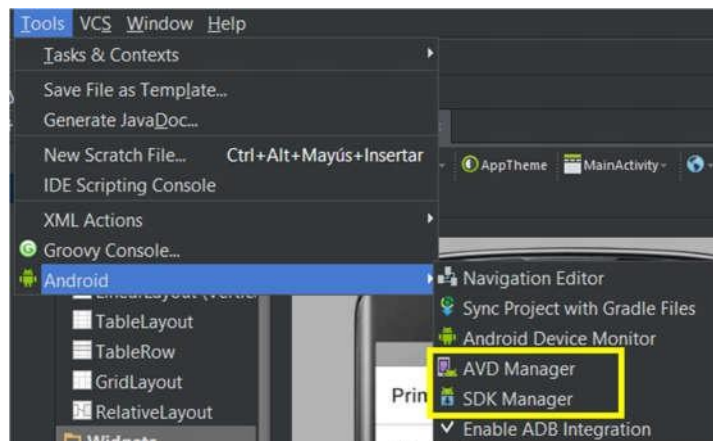 Tools VCS Window Help
Tasks & Contexts
Save File as Template...
Generate JavaDoc...
New Scratch File... Ctrl+Alt+Mayús+Insertar
IDE Scripting Console
XML Actions
Groovy Console...
Android
AppTheme MainActivity
Navigation Editor
Sync Project with Gradle Files
Android Device Monitor
AVD Manager
SDK Manager
Enable ADB Integration
TableLayout
TableRow
GridLayout
RelativeLayout
Widgets
Prin